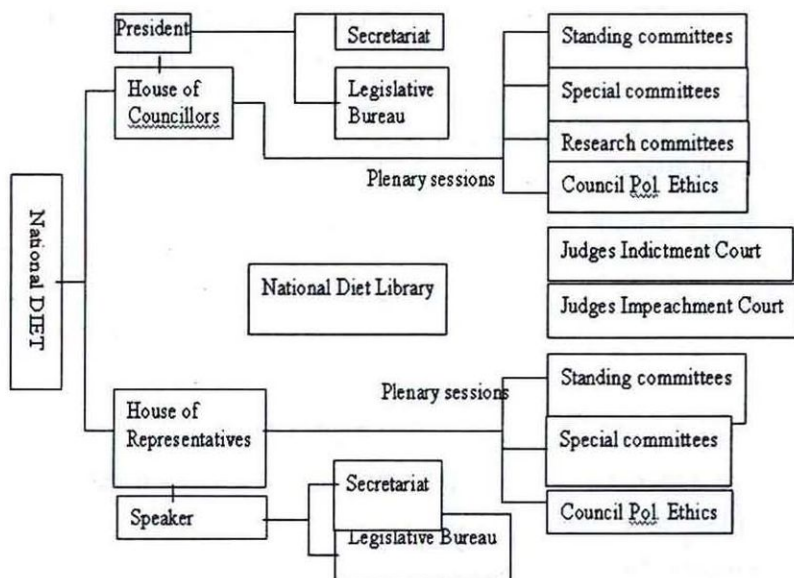 President
Secretariat
Standing committees
House of
Councillors
Legislative
Bureau
Special committees
Research committees
Plenary sessions
Council Pol. Ethics
National DIET
Judges Indictment Court
National Diet Library
Judges Impeachment Court
Plenary sessions
Standing committees
House of
Representatives
Special committees
Secretariat
Speaker
Council Pol. Ethics
Legislative Bureau